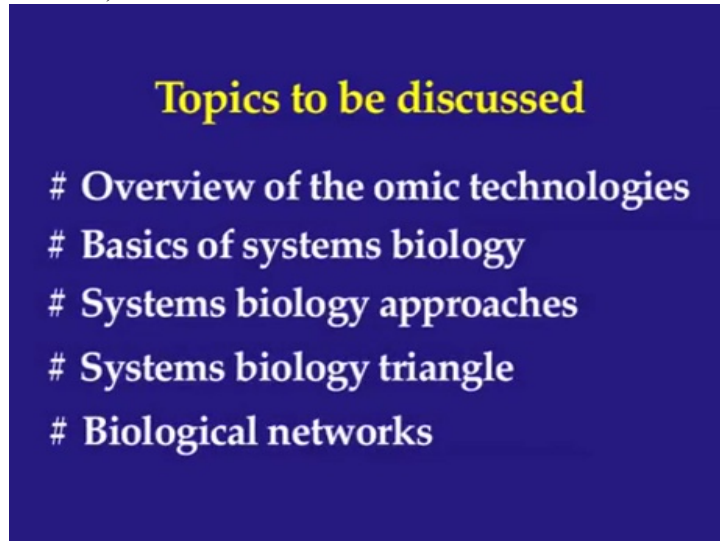 Topics to be discussed
# Overview of the omic technologies
# Basics of systems biology
# Systems biology approaches
# Systems biology triangle
# Biological networks